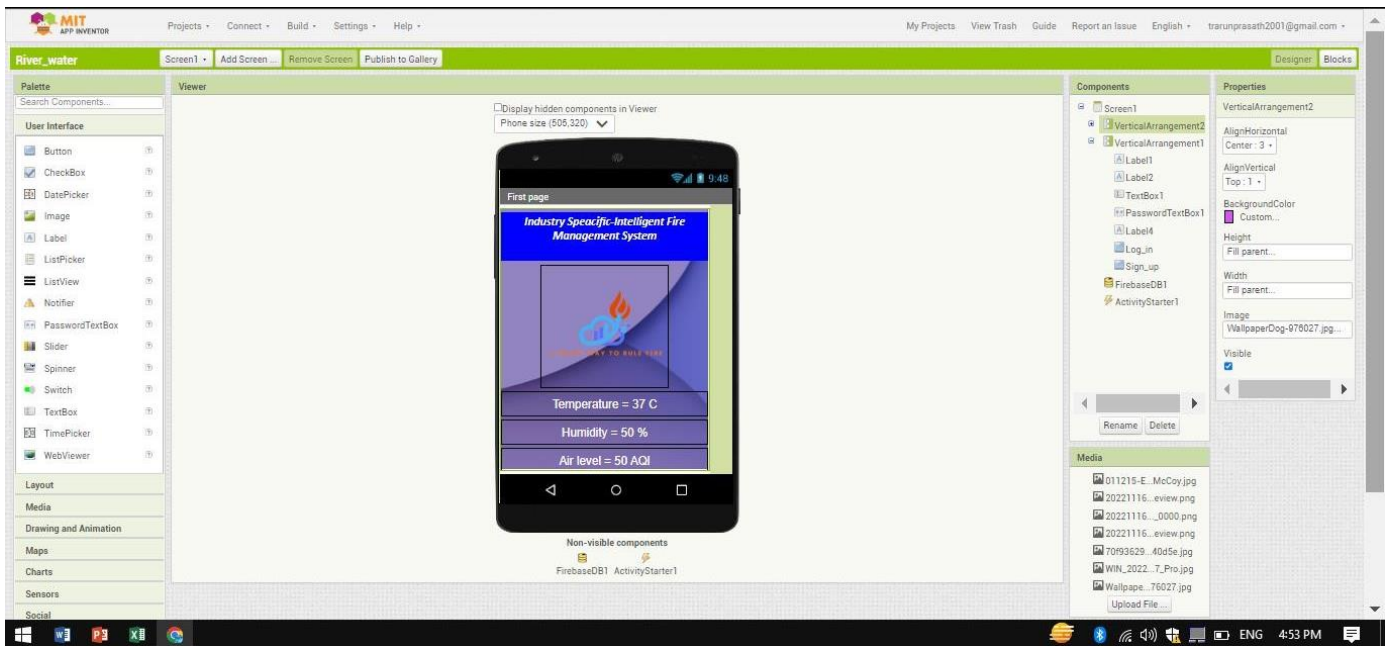 MIT
APP INVENTOR
Projects Connect Build Settings Help
My Projects View Trash Guide Report an Issue English trarunprasath2001@gmail.com
River_water
Screen1 Add Screen ... Remove Screen Publish to Gallery
Designer Blocks
Palette
Search Components...
User Interface
Button
CheckBox
DatePicker
Image
Label
ListPicker
ListView
Notifier
PasswordTextBox
Slider
Spinner
Switch
TextBox
TimePicker
WebViewer
Layout
Media
Drawing and Animation
Maps
Charts
Sensors
Social
Viewer
Display hidden components in Viewer
Phone size (505,320)
9:48
First page
Industry Speacific-Intelligent Fire
Management System
WAY TO RULE FIRE
Temperature = 37 C
Humidity = 50 %
Air level = 50 AQI
Non-visible components
FirebaseDB1 ActivityStarter1
Components
Screen1
VerticalArrangement2
VerticalArrangement1
Label1
Label2
TextBox1
PasswordTextBox1
Label4
Log_in
Sign_up
FirebaseDB1
ActivityStarter1
Rename Delete
Media
011215-E...McCoy.jpg
20221116...eview.png
20221116..._0000.png
20221116...eview.png
70f93629...40d5e.jpg
WIN_2022...7_Pro.jpg
Wallpape...76027.jpg
Upload File ...
Properties
VerticalArrangement2
AlignHorizontal
Center : 3
AlignVertical
Top : 1
BackgroundColor
Custom...
Height
Fill parent...
Width
Fill parent...
Image
WallpaperDog-976027.jpg...
Visible
ENG 4:53 PM